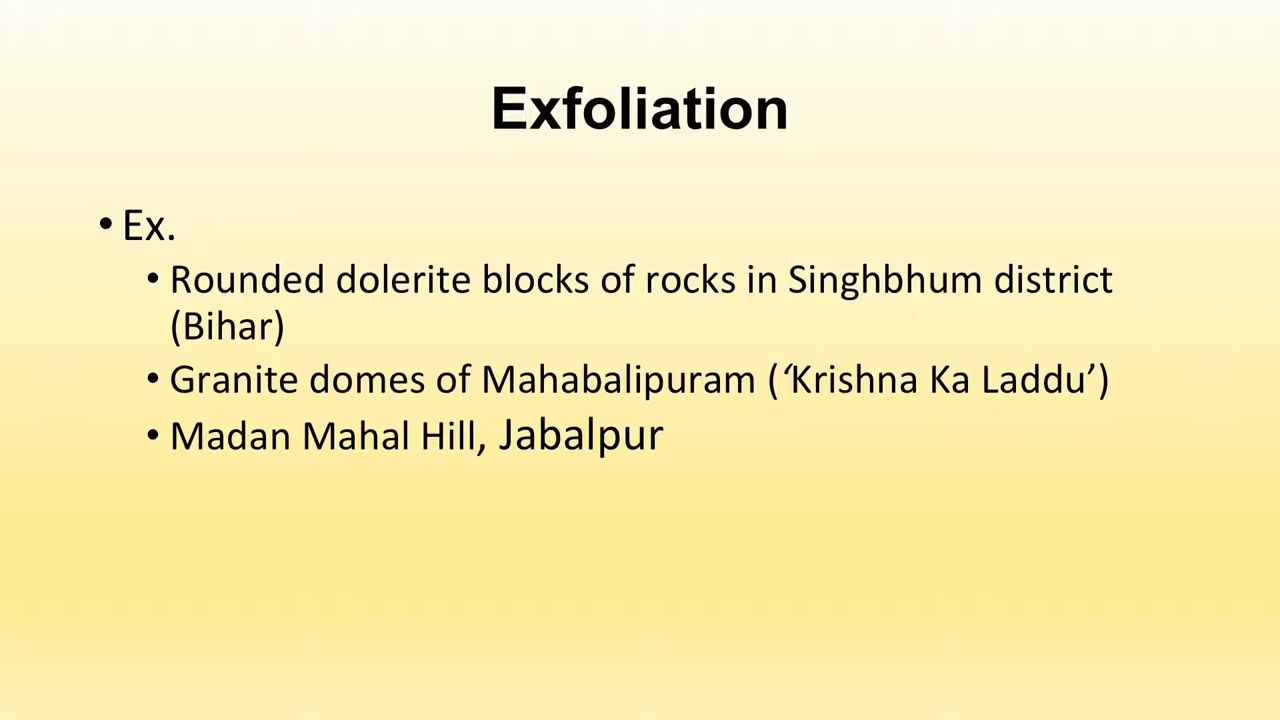 Exfoliation
• Ex.
• Rounded dolerite blocks of rocks in Singhbhum district
(Bihar)
• Granite domes of Mahabalipuram (‘Krishna Ka Laddu’)
• Madan Mahal Hill, Jabalpur